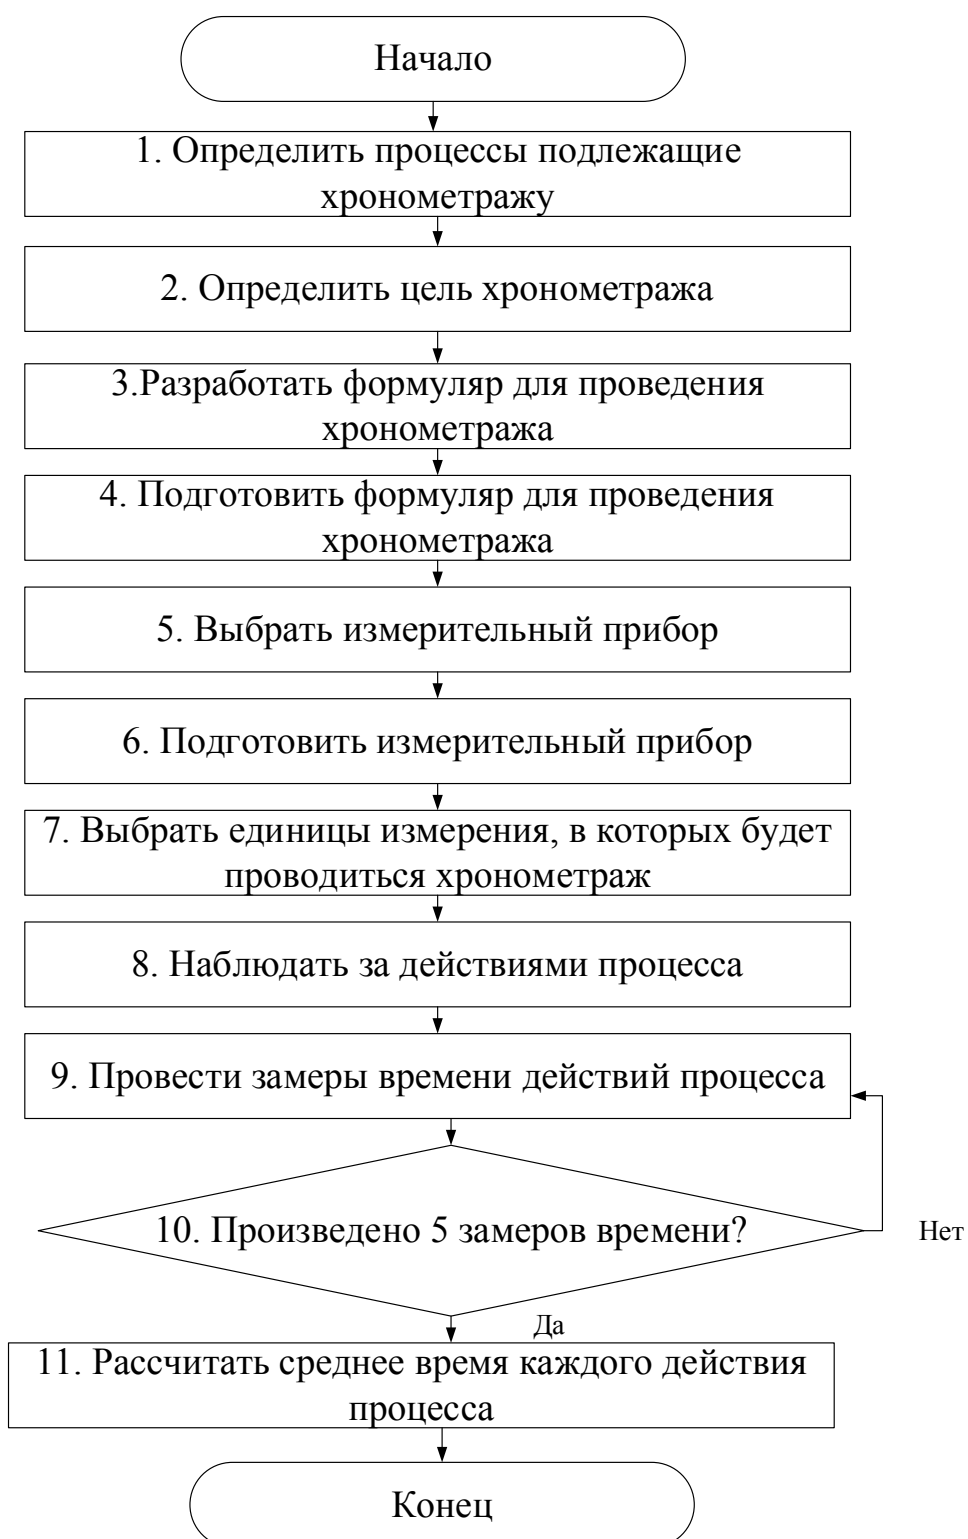 Начало
1. Определить процессы подлежащие
хронометражу
2. Определить цель хронометража
3.Разработать формуляр для проведения
хронометража
4. Подготовить формуляр для проведения
хронометража
5. Выбрать измерительный прибор
6. Подготовить измерительный прибор
7. Выбрать единицы измерения, в которых будет
проводиться хронометраж
8. Наблюдать за действиями процесса
9. Провести замеры времени действий процесса
10. Произведено 5 замеров времени?
Нет
Да
11. Рассчитать среднее время каждого действия
процесса
Конец